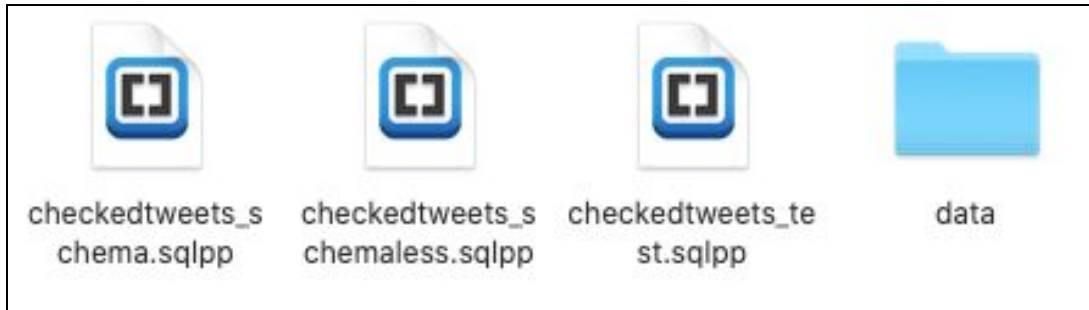 checkedtweets_s
chema.sqlpp
checkedtweets_s
chemaless.sqlpp
checkedtweets_te
st.sqlpp
data